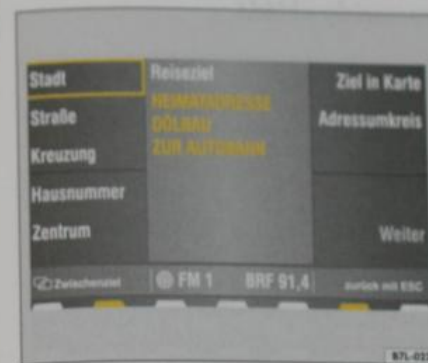 Stadt
Straße
Kreuzung
Hausnummer
Zentrum
Reiseziel
HEIMATADRESSE
DÖLBAU
ZUR AUTOBAHN
Ziel in Karte
Adressumkreis
Weiter
Zwischenziel
FM 1 BRF 91,4
zurück mit ESC